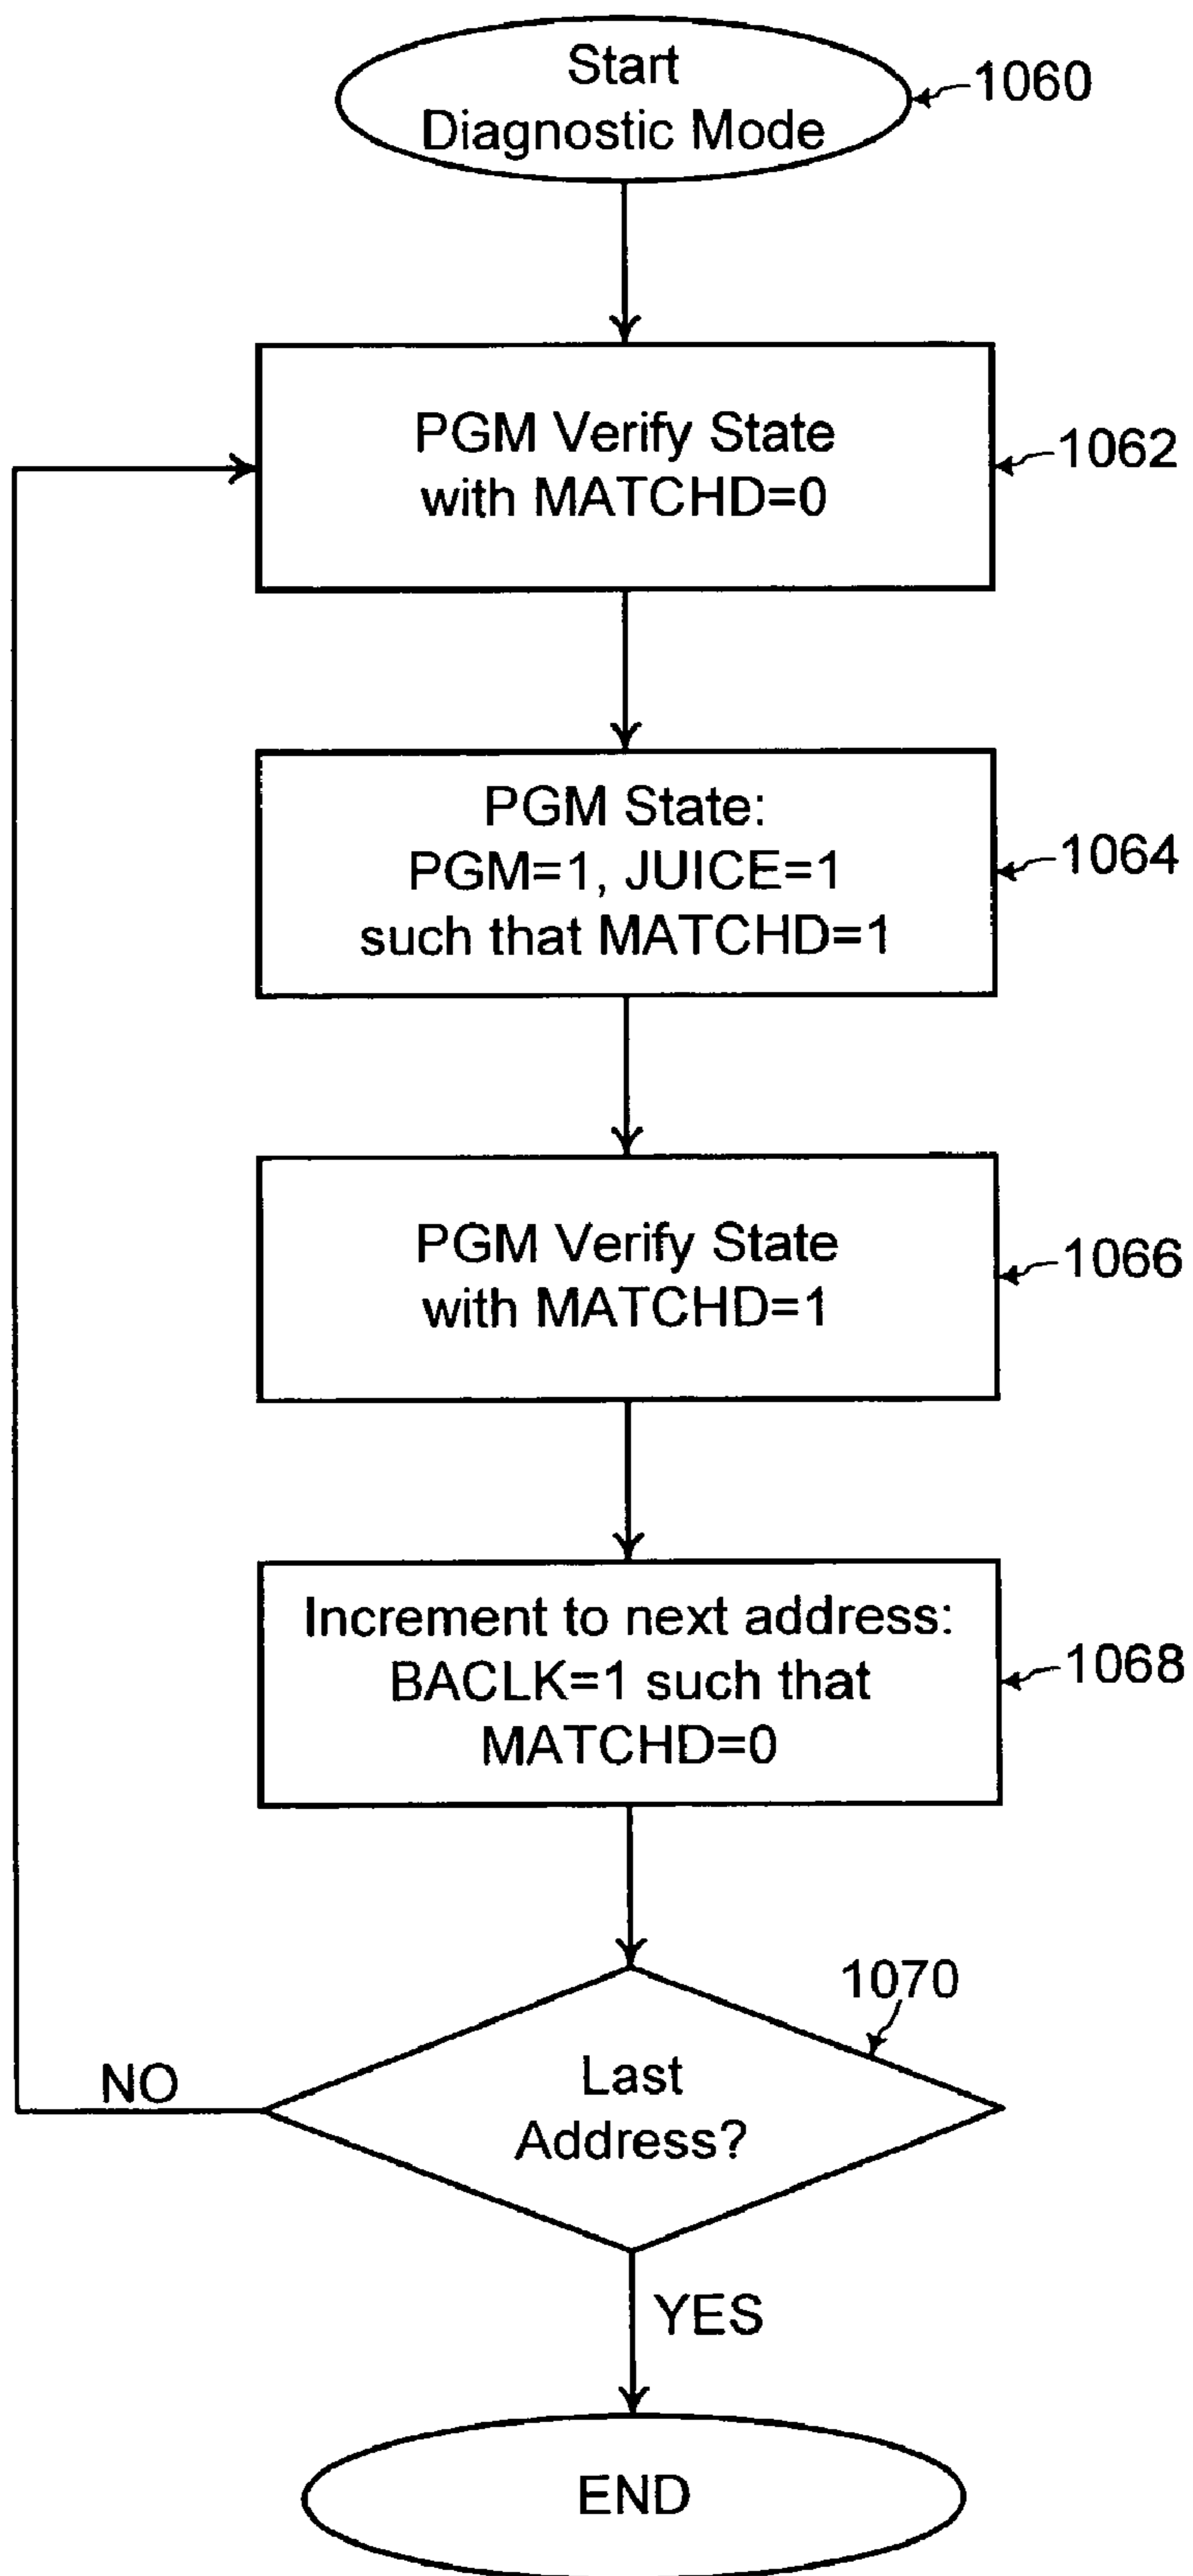 Start
Diagnostic Mode
1060
PGM Verify State
with MATCHD=0
1062
PGM State:
PGM=1, JUICE=1
such that MATCHD=1
1064
PGM Verify State
with MATCHD=1
1066
Increment to next address:
BACLK=1 such that
MATCHD=0
1068
1070
Last
Address?
NO
YES
END